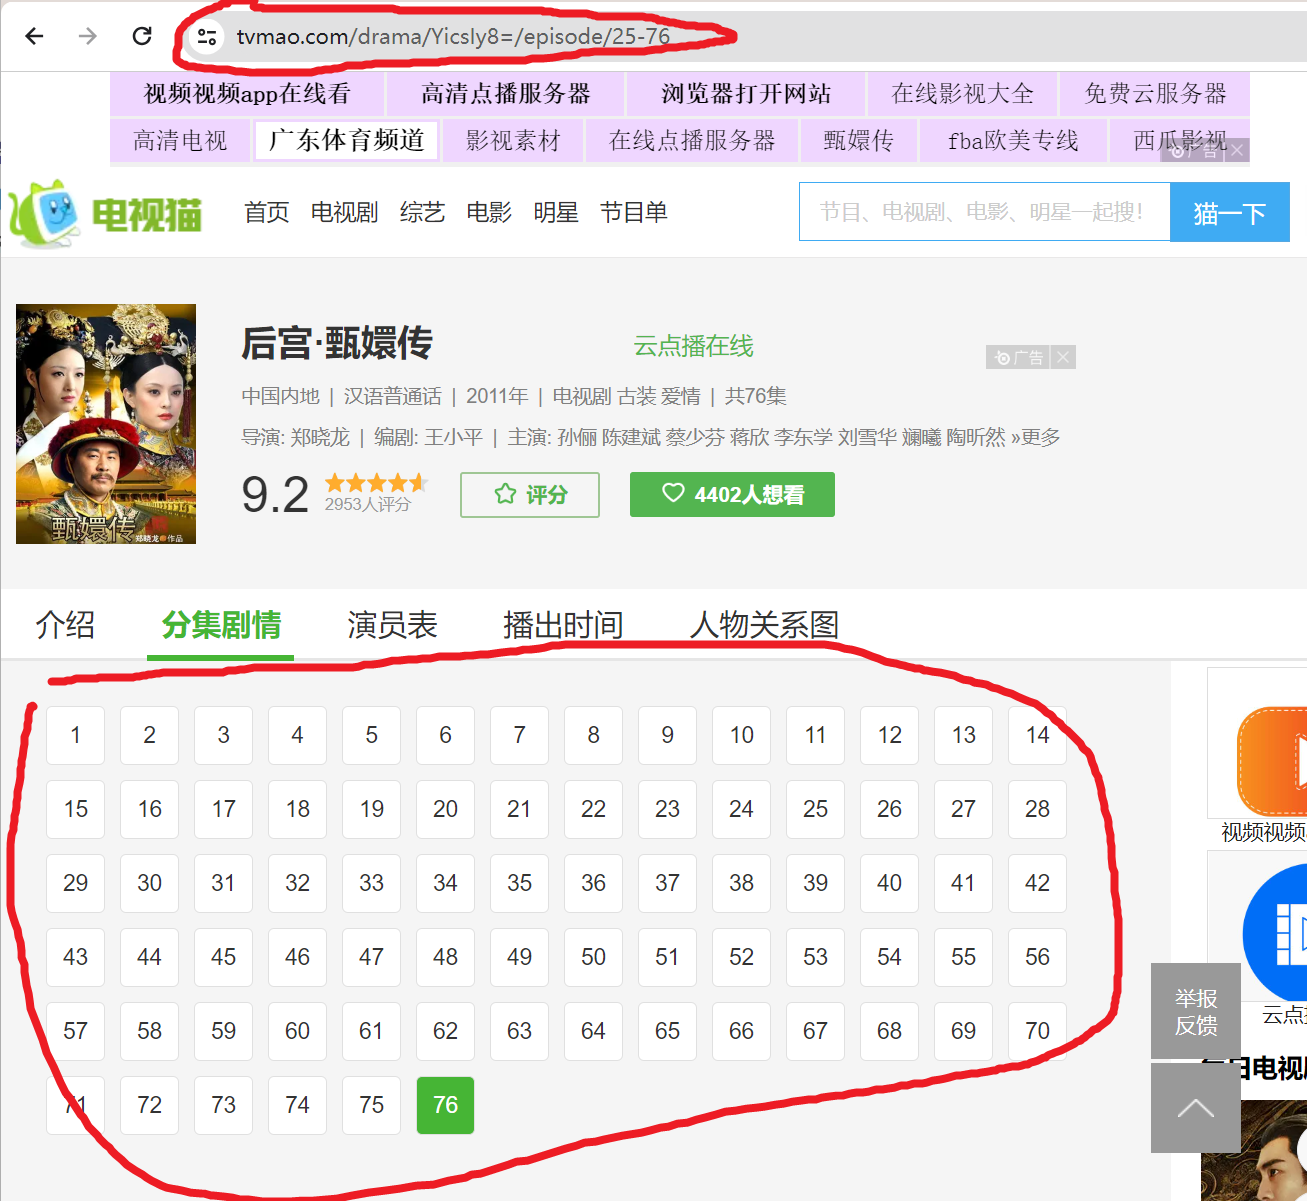 tvmao.com/drama/Yicsly8=/episode/25-76
视频视频app在线看 高清点播服务器 浏览器打开网站 在线影视大全 免费云服务器
高清电视 广东体育频道 影视素材 在线点播服务器 甄嬛传 fba欧美专线 西瓜影视
广告
电视猫 首页 电视剧 综艺 电影 明星 节目单 节目、电视剧、电影、明星一起搜! 猫一下
后宫·甄嬛传 云点播在线
广告
中国内地 | 汉语普通话 | 2011年 | 电视剧 古装 爱情 | 共76集
导演: 郑晓龙 | 编剧: 王小平 | 主演: 孙俪 陈建斌 蔡少芬 蒋欣 李东学 刘雪华 斓曦 陶昕然 »更多
9.2 2953人评分 评分 4402人想看
甄嬛传
郑晓龙 作品
介绍 分集剧情 演员表 播出时间 人物关系图
1 2 3 4 5 6 7 8 9 10 11 12 13 14
15 16 17 18 19 20 21 22 23 24 25 26 27 28
29 30 31 32 33 34 35 36 37 38 39 40 41 42
43 44 45 46 47 48 49 50 51 52 53 54 55 56
57 58 59 60 61 62 63 64 65 66 67 68 69 70
71 72 73 74 75 76
视频视频
云点
举报
反馈
日电视